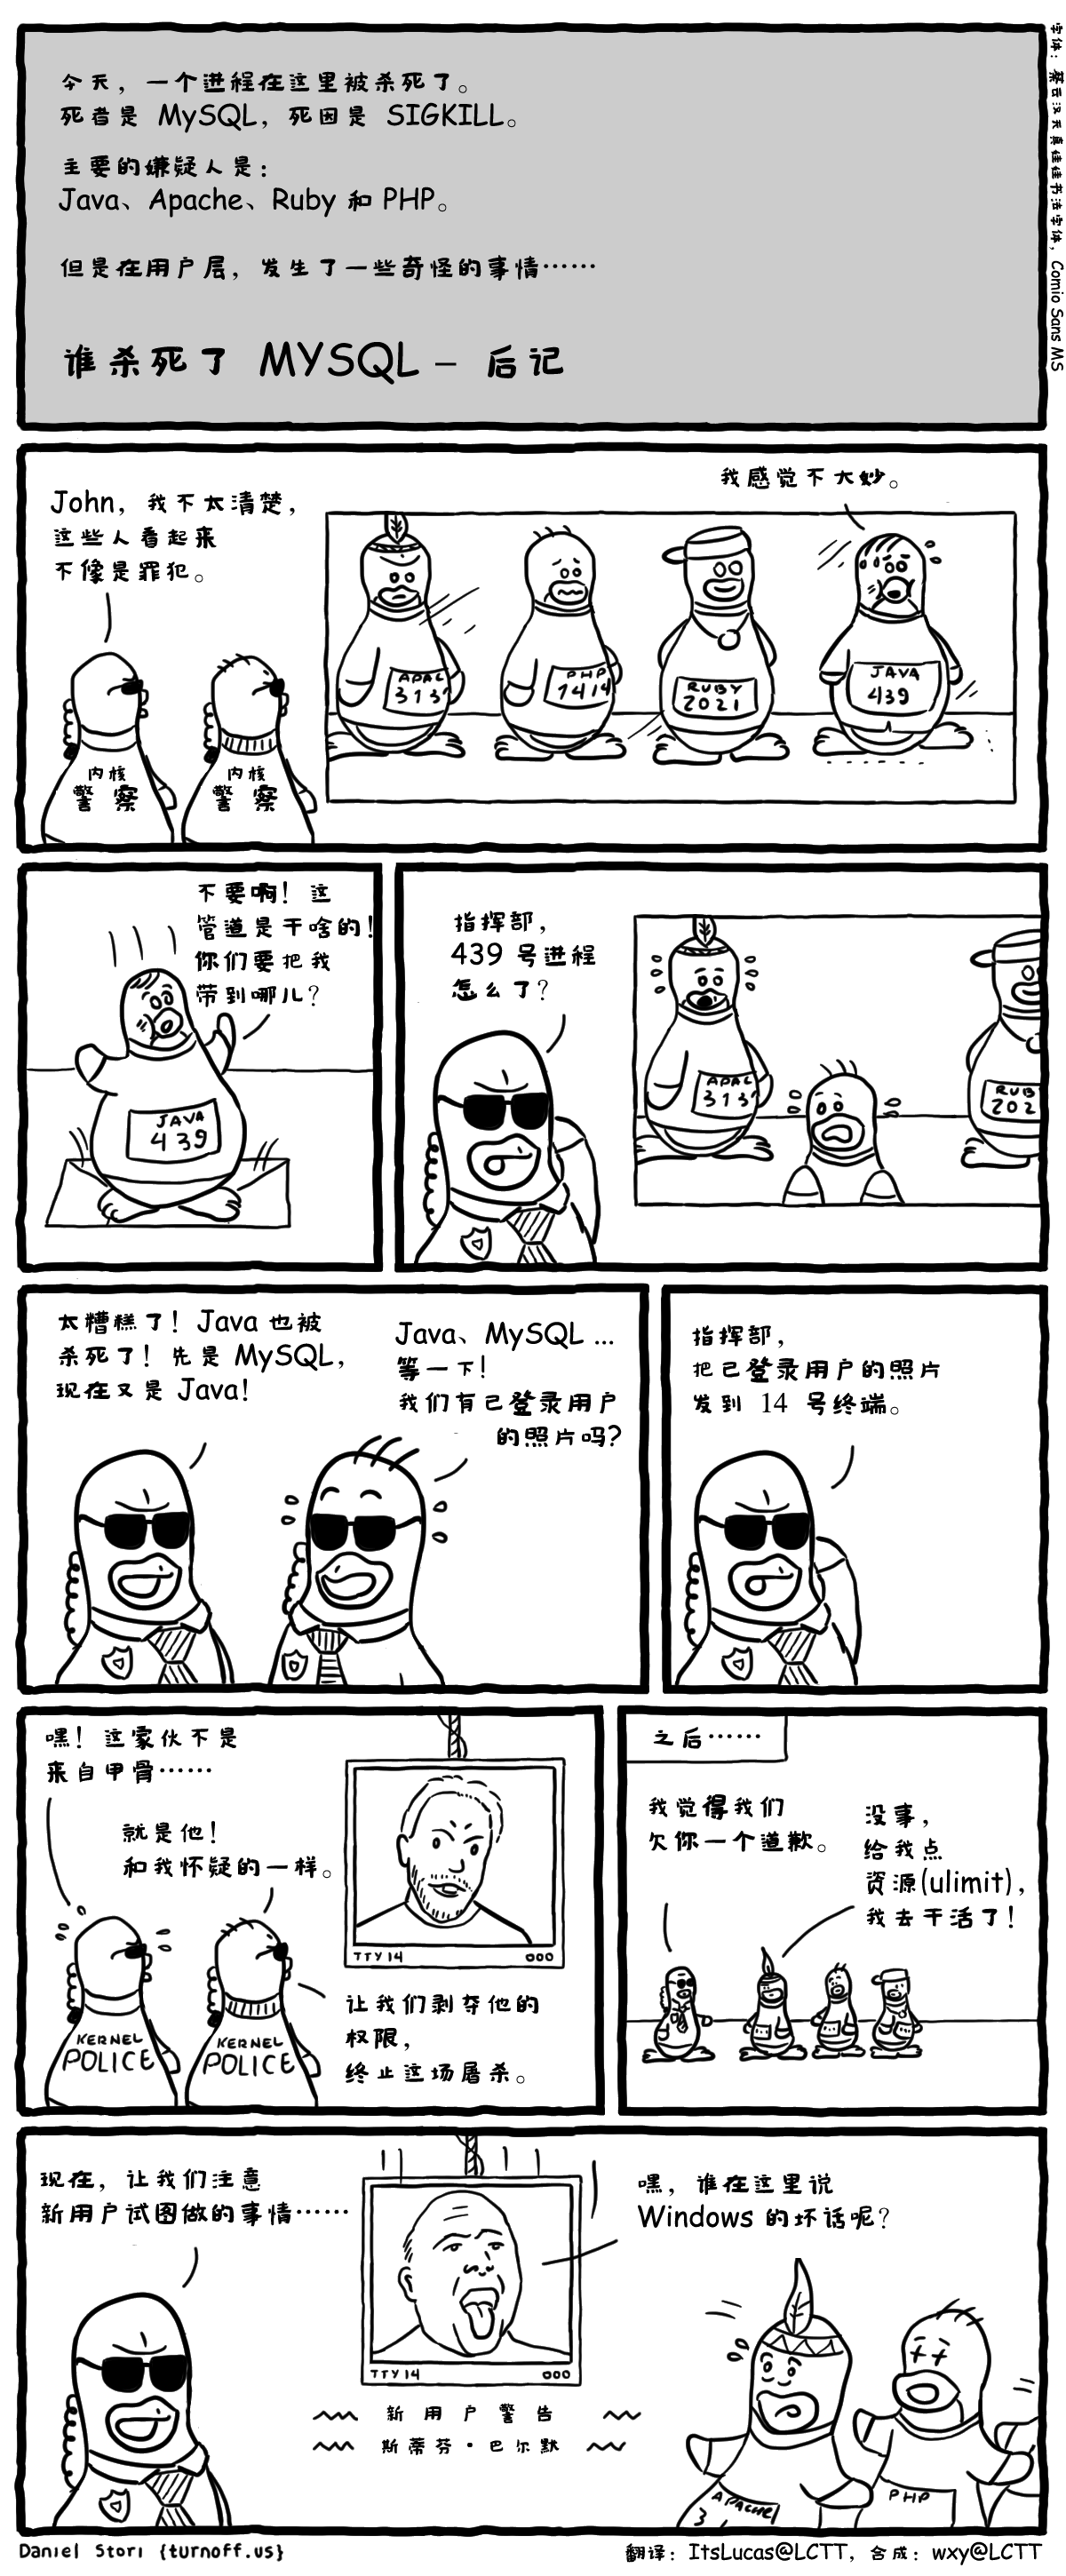 今天，一个进程在这里被杀死了。
死者是 MySQL，死因是 SIGKILL。
主要的嫌疑人是：
Java、Apache、Ruby 和 PHP。
但是在用户层，发生了一些奇怪的事情……
谁杀死了 MYSQL – 后记
字体：蔡云汉天真娃娃书法字体，Comic Sans MS
John，我不太清楚，
这些人看起来
不像是罪犯。
我感觉不大妙。
APAC
313
PHP
1414
RUBY
2021
JAVA
439
内核
警察
内核
警察
不要啊！这
管道是干啥的！
你们要把我
带到哪儿？
JAVA
439
指挥部，
439 号进程
怎么了？
APAC
313
RUB
202
太糟糕了！Java 也被
杀死了！先是 MySQL，
现在又是 Java！
Java、MySQL ...
等一下！
我们有已登录用户
的照片吗？
指挥部，
把已登录用户的照片
发到 14 号终端。
嘿！这家伙不是
来自甲骨……
就是他！
和我怀疑的一样。
TTY14
KERNEL
POLICE
KERNEL
POLICE
让我们剥夺他的
权限，
终止这场屠杀。
之后……
我觉得我们
欠你一个道歉。
没事，
给我点
资源(ulimit)，
我去干活了！
现在，让我们注意
新用户试图做的事情……
嘿，谁在这里说
Windows 的坏话呢？
TTY14
新用户警告
斯蒂芬·巴尔默
APACHE
3
PHP
Daniel Stori {turnoff.us}
翻译：ItsLucas@LCTT，合成：wxy@LCTT